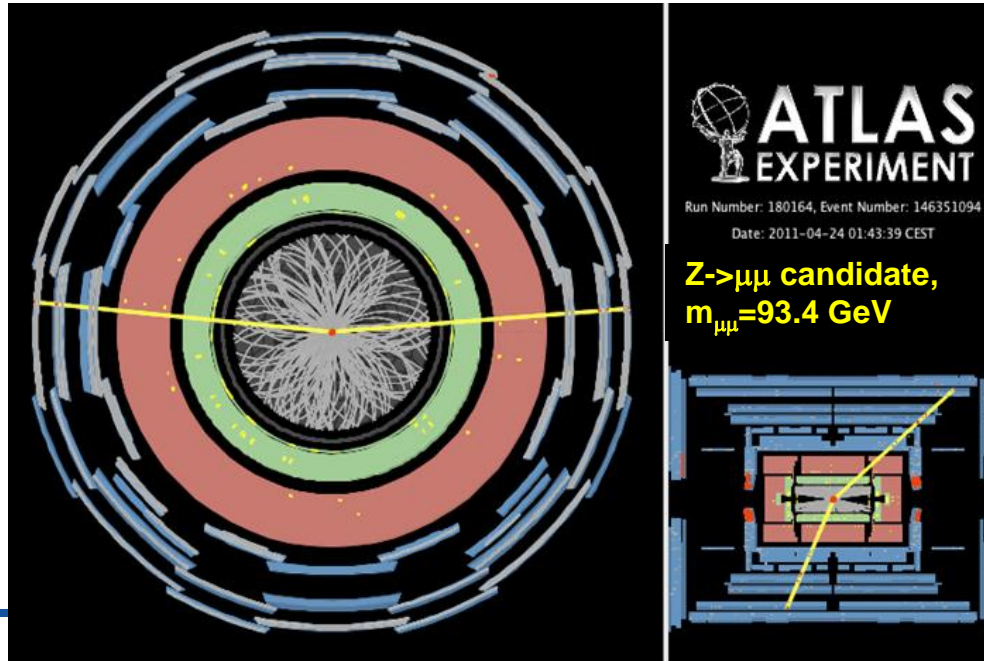 ATLAS
EXPERIMENT
Run Number: 180164, Event Number: 146351094
Date: 2011-04-24 01:43:39 CEST
Z->μμ candidate,
mμμ=93.4 GeV